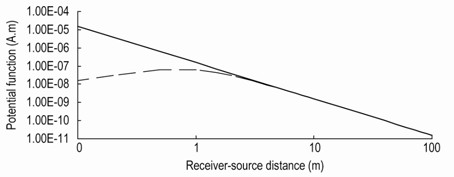 Potential function (A.m)
1.00E-04
1.00E-05
1.00E-06
1.00E-07
1.00E-08
1.00E-09
1.00E-10
1.00E-11
0
1
10
100
Receiver-source distance (m)